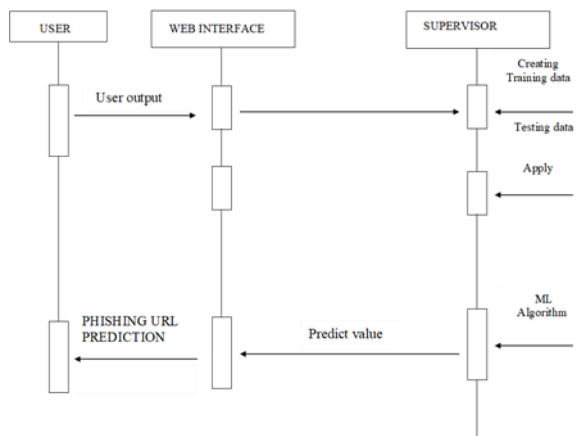 USER
WEB INTERFACE
SUPERVISOR
Creating
Training data
User output
Testing data
Apply
ML
Algorithm
PHISHING URL
PREDICTION
Predict value